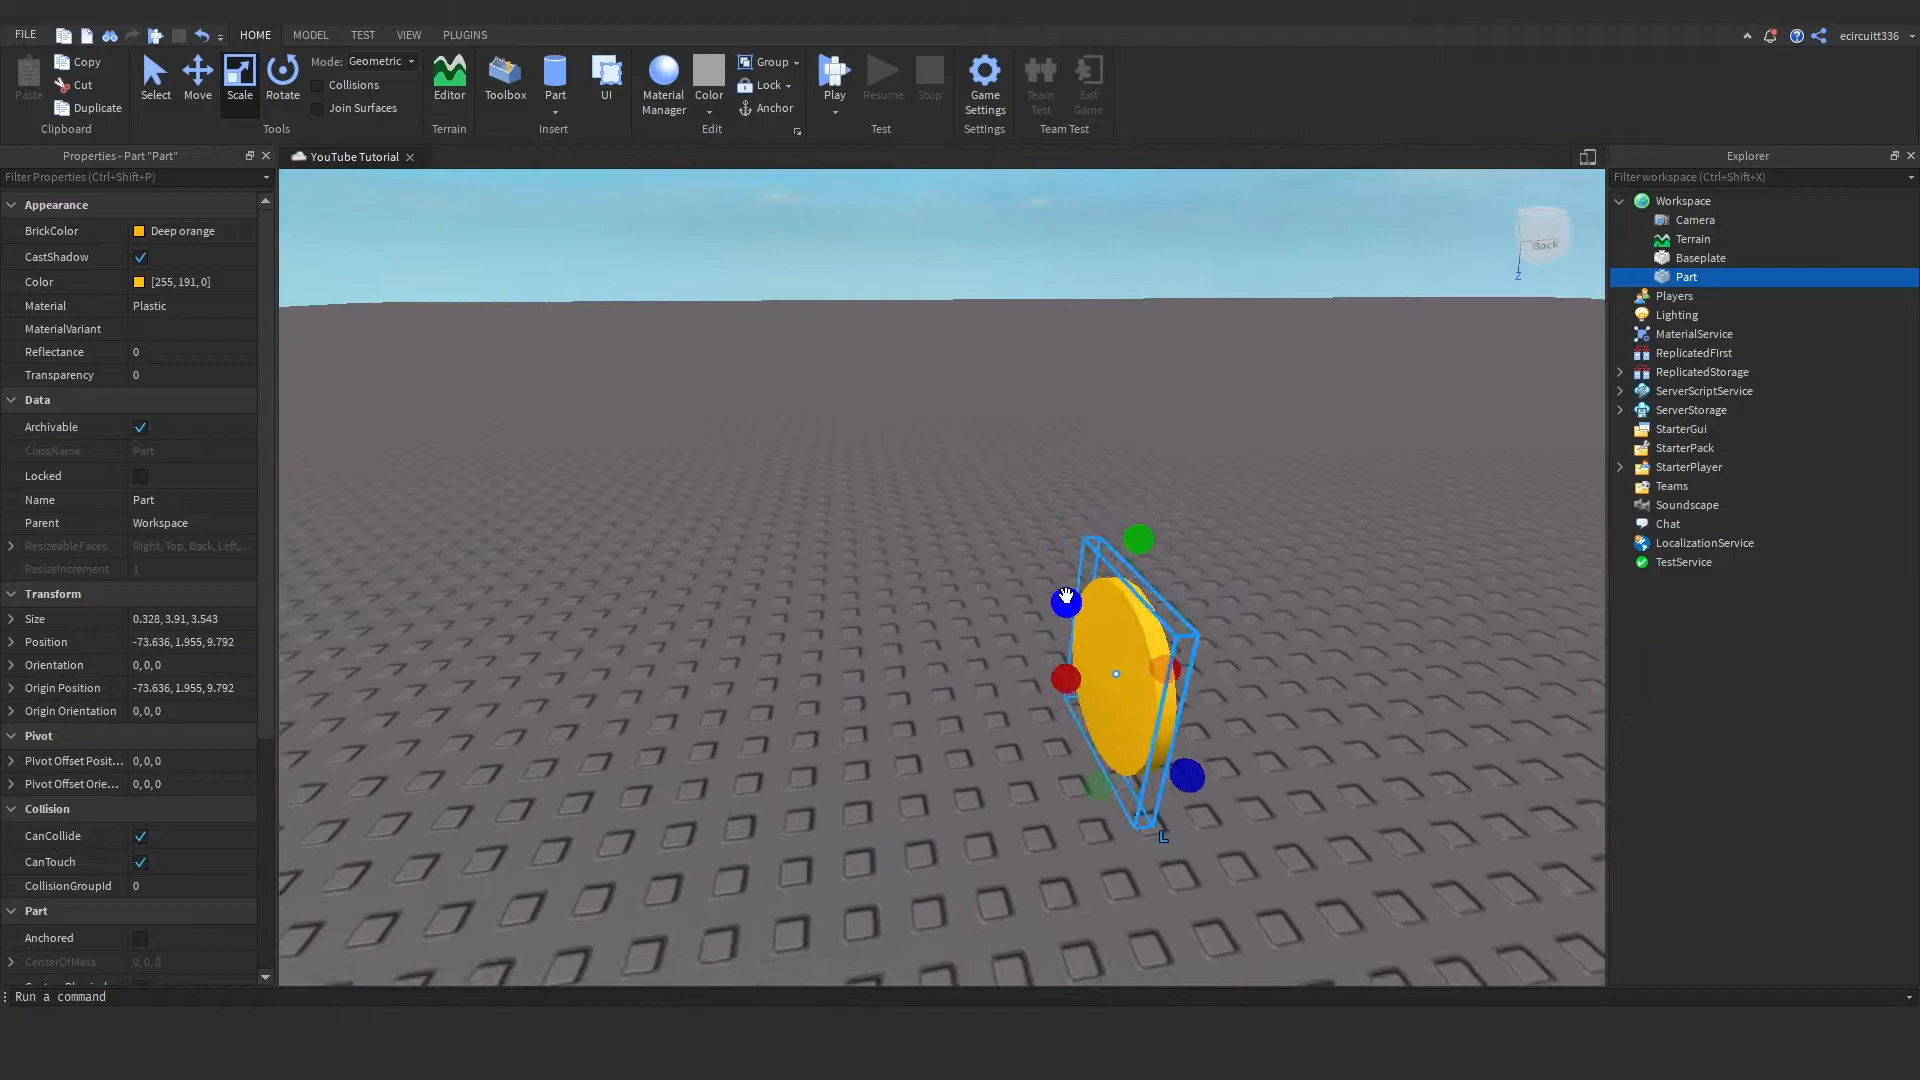 FILE HOME MODEL TEST VIEW PLUGINS ecircuitt336
Paste Copy Cut Duplicate Clipboard
Select Move Scale Rotate Mode: Geometric Collisions Join Surfaces Tools
Editor Terrain
Toolbox Part UI Insert
Material Manager Color Group Lock Anchor Edit
Play Resume Stop Test
Game Settings Settings
Team Test Exit Game Team Test
Properties - Part "Part"
Filter Properties (Ctrl+Shift+P)
Appearance
BrickColor Deep orange
CastShadow
Color [255, 191, 0]
Material Plastic
MaterialVariant
Reflectance 0
Transparency 0
Data
Archivable
ClassName Part
Locked
Name Part
Parent Workspace
ResizeableFaces Right, Top, Back, Left,...
ResizeIncrement 1
Transform
Size 0.328, 3.91, 3.543
Position -73.636, 1.955, 9.792
Orientation 0, 0, 0
Origin Position -73.636, 1.955, 9.792
Origin Orientation 0, 0, 0
Pivot
Pivot Offset Posit... 0, 0, 0
Pivot Offset Orie... 0, 0, 0
Collision
CanCollide
CanTouch
CollisionGroupId 0
Part
Anchored
CenterOfMass 0, 0, 0
YouTube Tutorial
Back
Z
L
Explorer
Filter workspace (Ctrl+Shift+X)
Workspace
Camera
Terrain
Baseplate
Part
Players
Lighting
MaterialService
ReplicatedFirst
ReplicatedStorage
ServerScriptService
ServerStorage
StarterGui
StarterPack
StarterPlayer
Teams
Soundscape
Chat
LocalizationService
TestService
Run a command